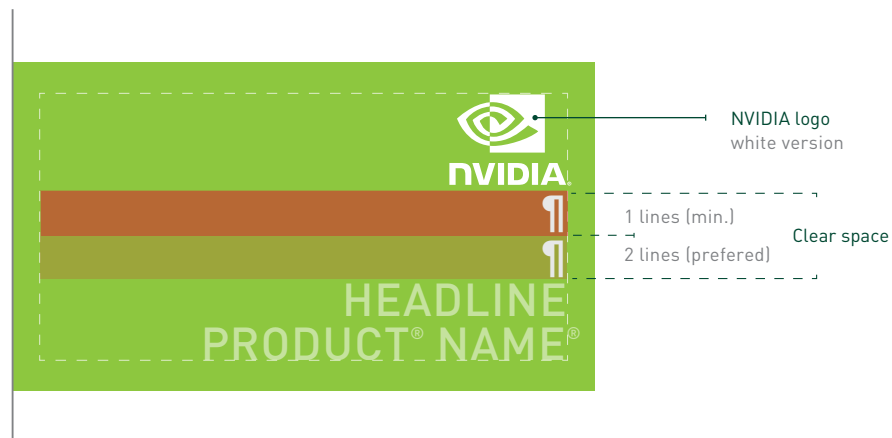 NVIDIA®
NVIDIA logo
white version
¶
1 lines (min.)
Clear space
¶
2 lines (prefered)
HEADLINE
PRODUCT® NAME®